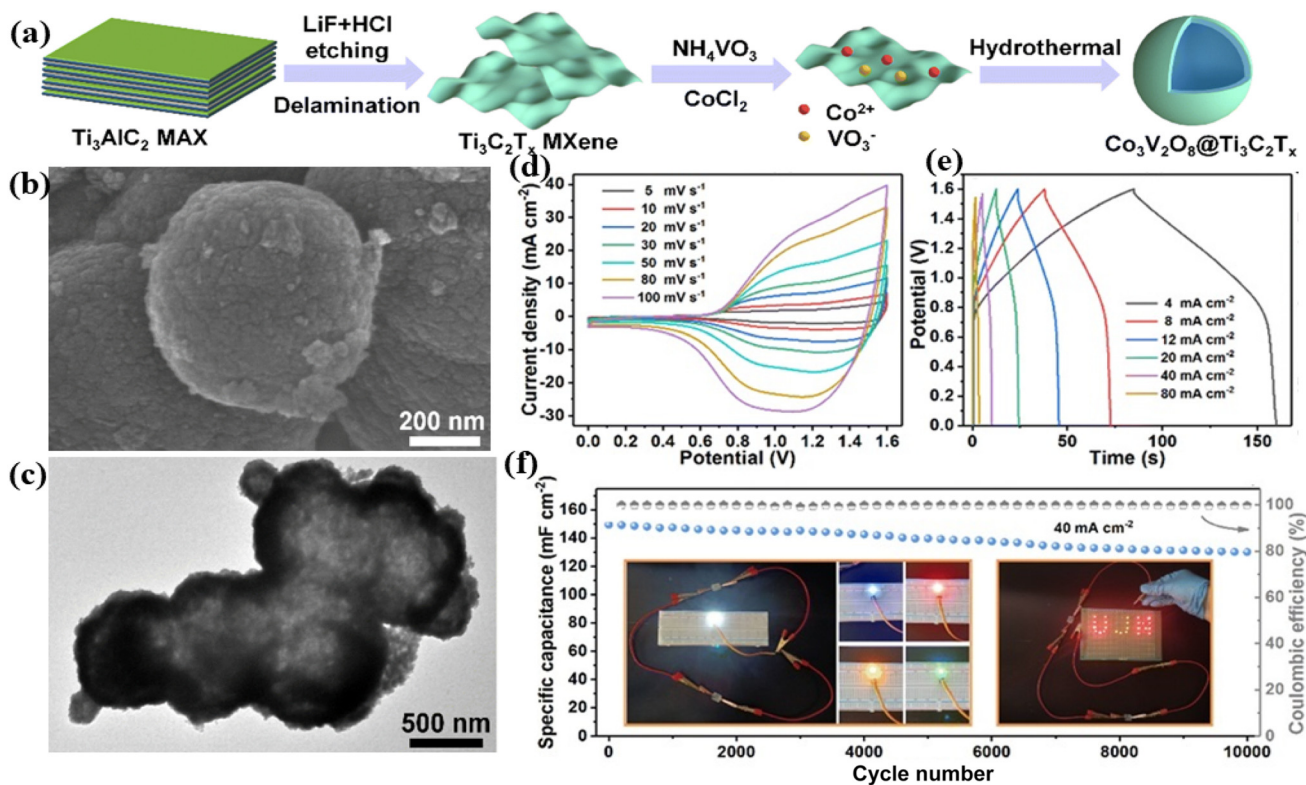 (a)
LiF+HCl
etching
Delamination
NH₄VO₃
CoCl₂
Hydrothermal
Co²⁺
VO₃⁻
Ti₃AlC₂ MAX
Ti₃C₂Tₓ MXene
Co₃V₂O₈@Ti₃C₂Tₓ
(b)
200 nm
(c)
500 nm
(d)
Current density (mA cm⁻²)
40
30
20
10
0
-10
-20
-30
5 mV s⁻¹
10 mV s⁻¹
20 mV s⁻¹
30 mV s⁻¹
50 mV s⁻¹
80 mV s⁻¹
100 mV s⁻¹
0.0 0.2 0.4 0.6 0.8 1.0 1.2 1.4 1.6
Potential (V)
(e)
Potential (V)
1.6
1.4
1.2
1.0
0.8
0.6
0.4
0.2
0.0
4 mA cm⁻²
8 mA cm⁻²
12 mA cm⁻²
20 mA cm⁻²
40 mA cm⁻²
80 mA cm⁻²
0 50 100 150
Time (s)
(f)
Specific capacitance (mF cm⁻²)
160
140
120
100
80
60
40
20
0
40 mA cm⁻²
UJN
100
80
60
40
20
0
Coulombic efficiency (%)
0 2000 4000 6000 8000 10000
Cycle number